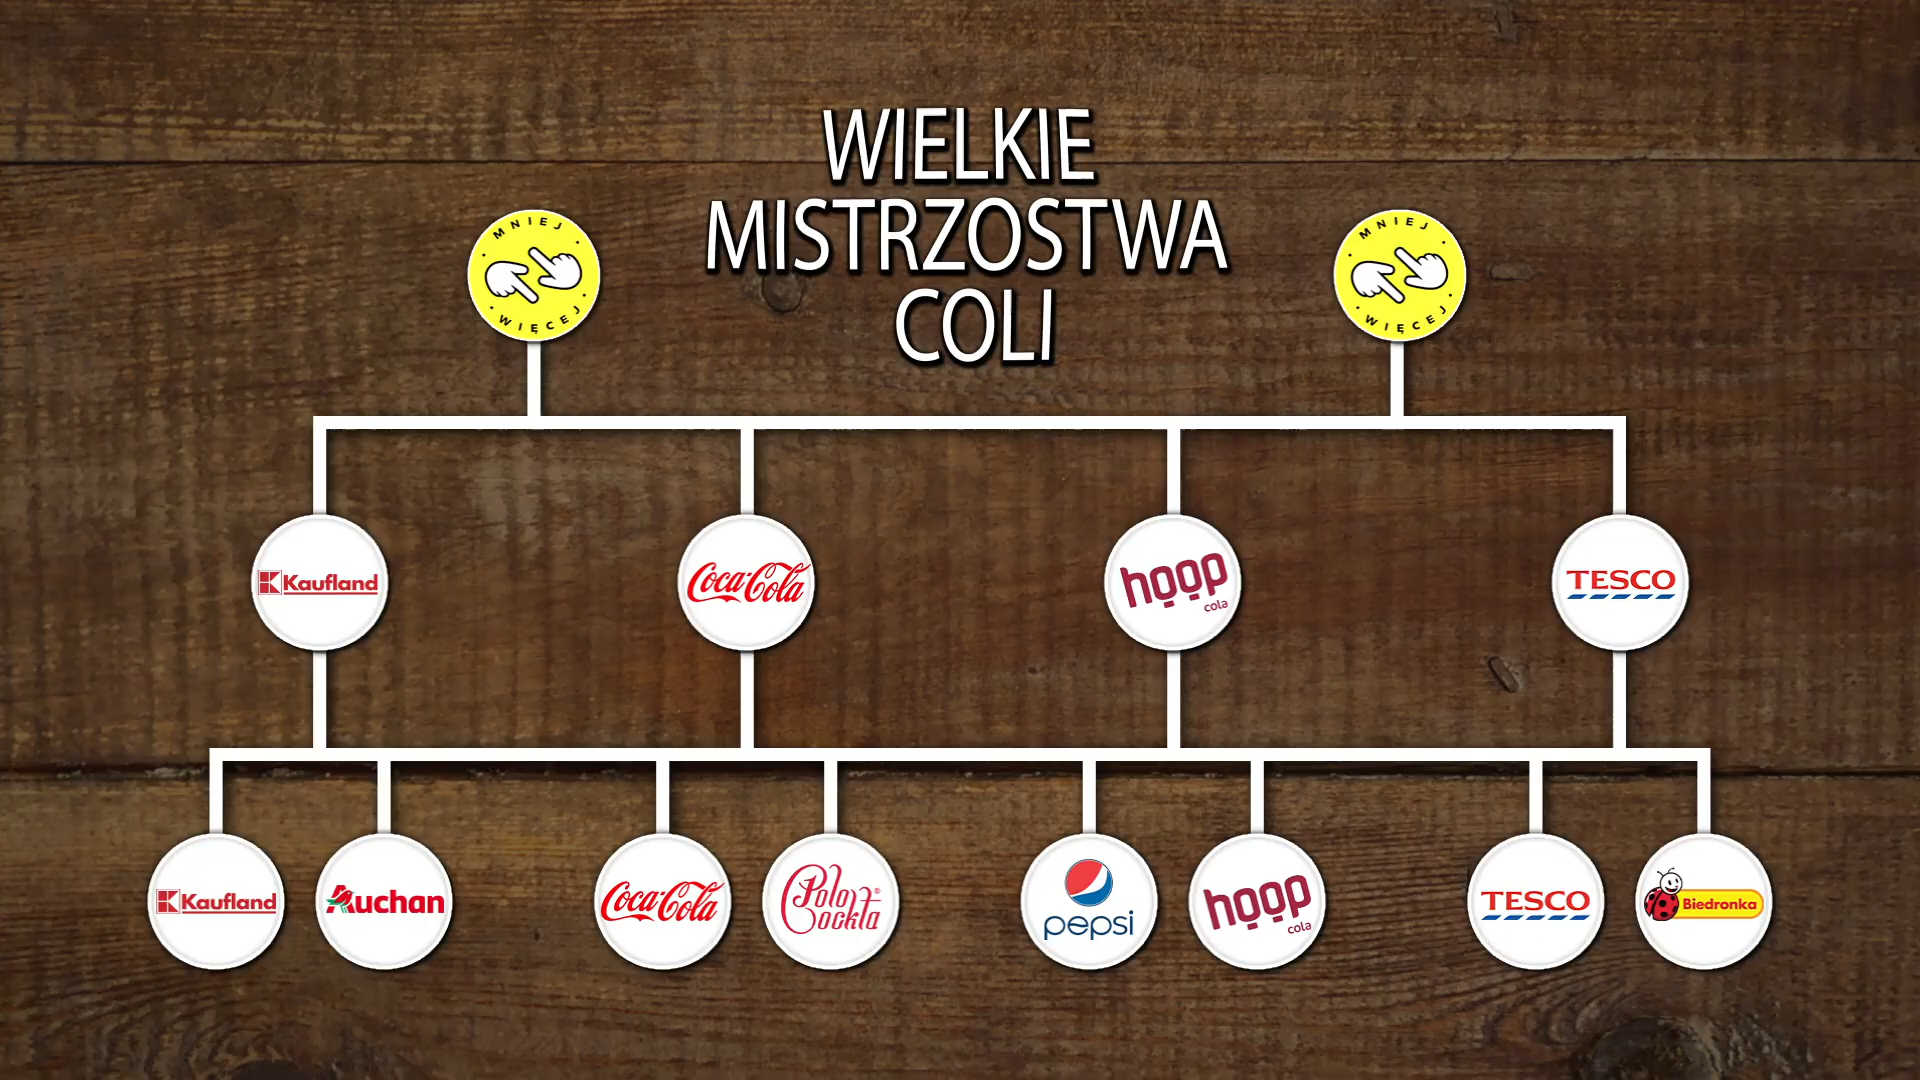 WIELKIE
MISTRZOSTWA
COLI
MNIEJ
WIĘCEJ
MNIEJ
WIĘCEJ
Kaufland
Coca-Cola
hoop
cola
TESCO
Kaufland
Auchan
Coca-Cola
Polo
Cockta
pepsi
hoop
cola
TESCO
Biedronka